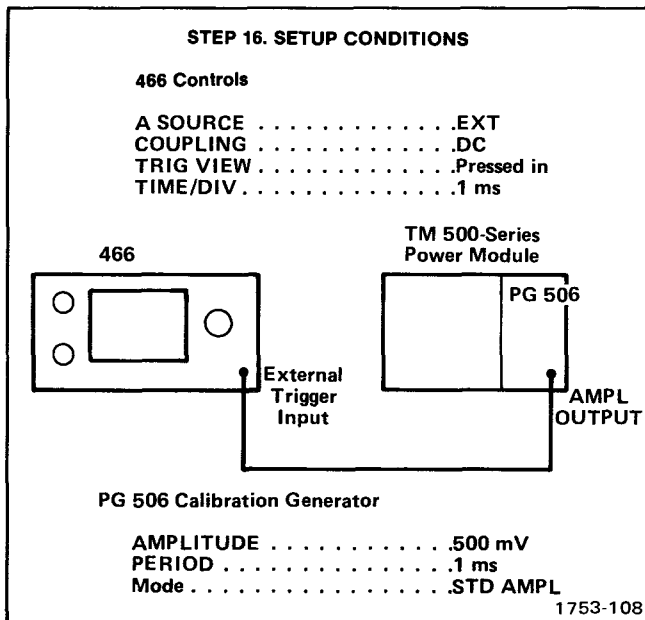 STEP 16. SETUP CONDITIONS
466 Controls
A SOURCE . . . . . . . . . . . . . .EXT
COUPLING . . . . . . . . . . . . . .DC
TRIG VIEW . . . . . . . . . . . . . .Pressed in
TIME/DIV. . . . . . . . . . . . . . .1 ms
466
TM 500-Series
Power Module
PG 506
External
Trigger
Input
AMPL
OUTPUT
PG 506 Calibration Generator
AMPLITUDE . . . . . . . . . . . . .500 mV
PERIOD . . . . . . . . . . . . . . . .1 ms
Mode . . . . . . . . . . . . . . . . . .STD AMPL
1753-108